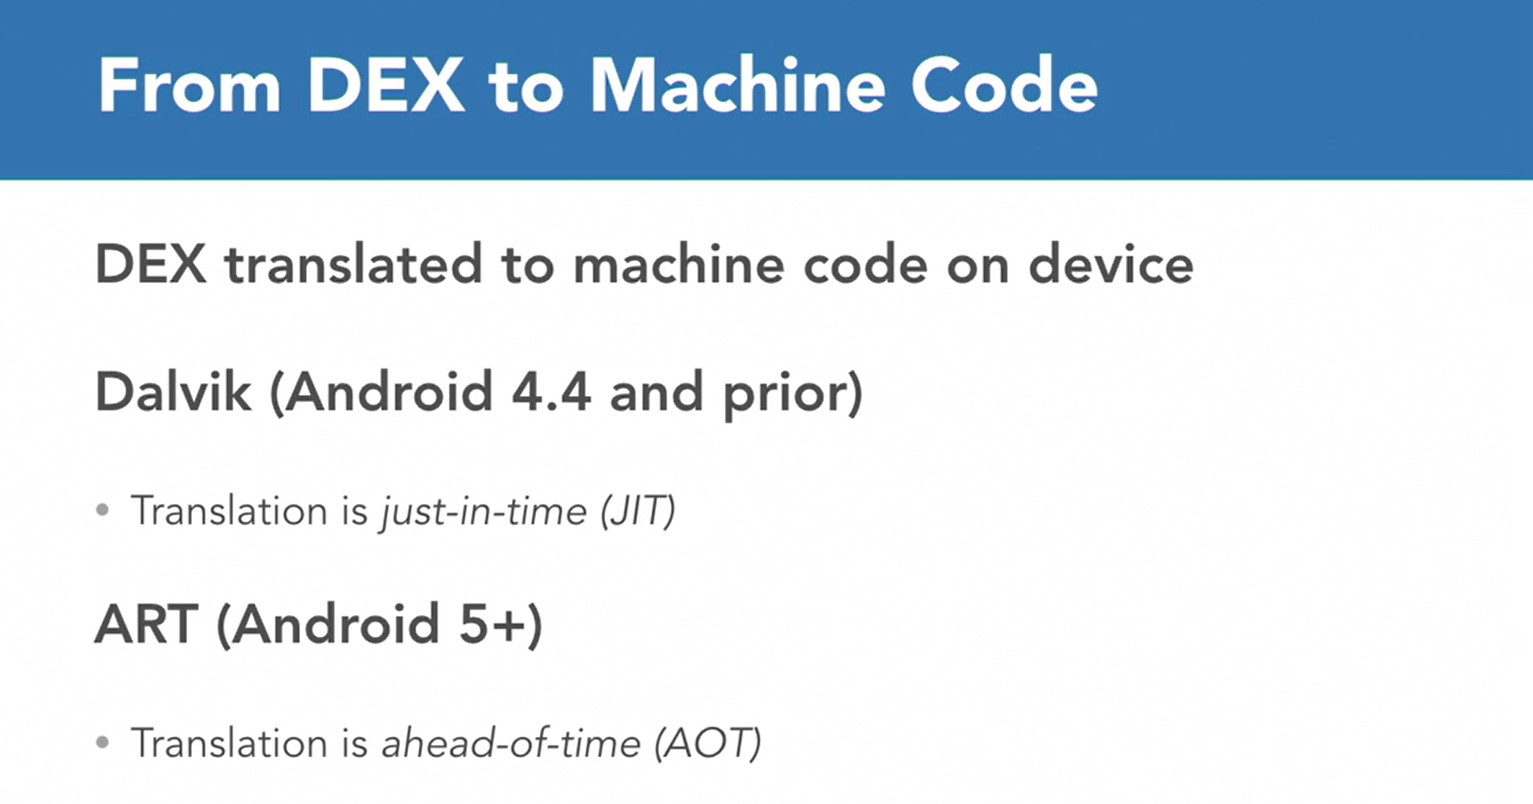 From DEX to Machine Code
DEX translated to machine code on device
Dalvik (Android 4.4 and prior)
• Translation is just-in-time (JIT)
ART (Android 5+)
• Translation is ahead-of-time (AOT)